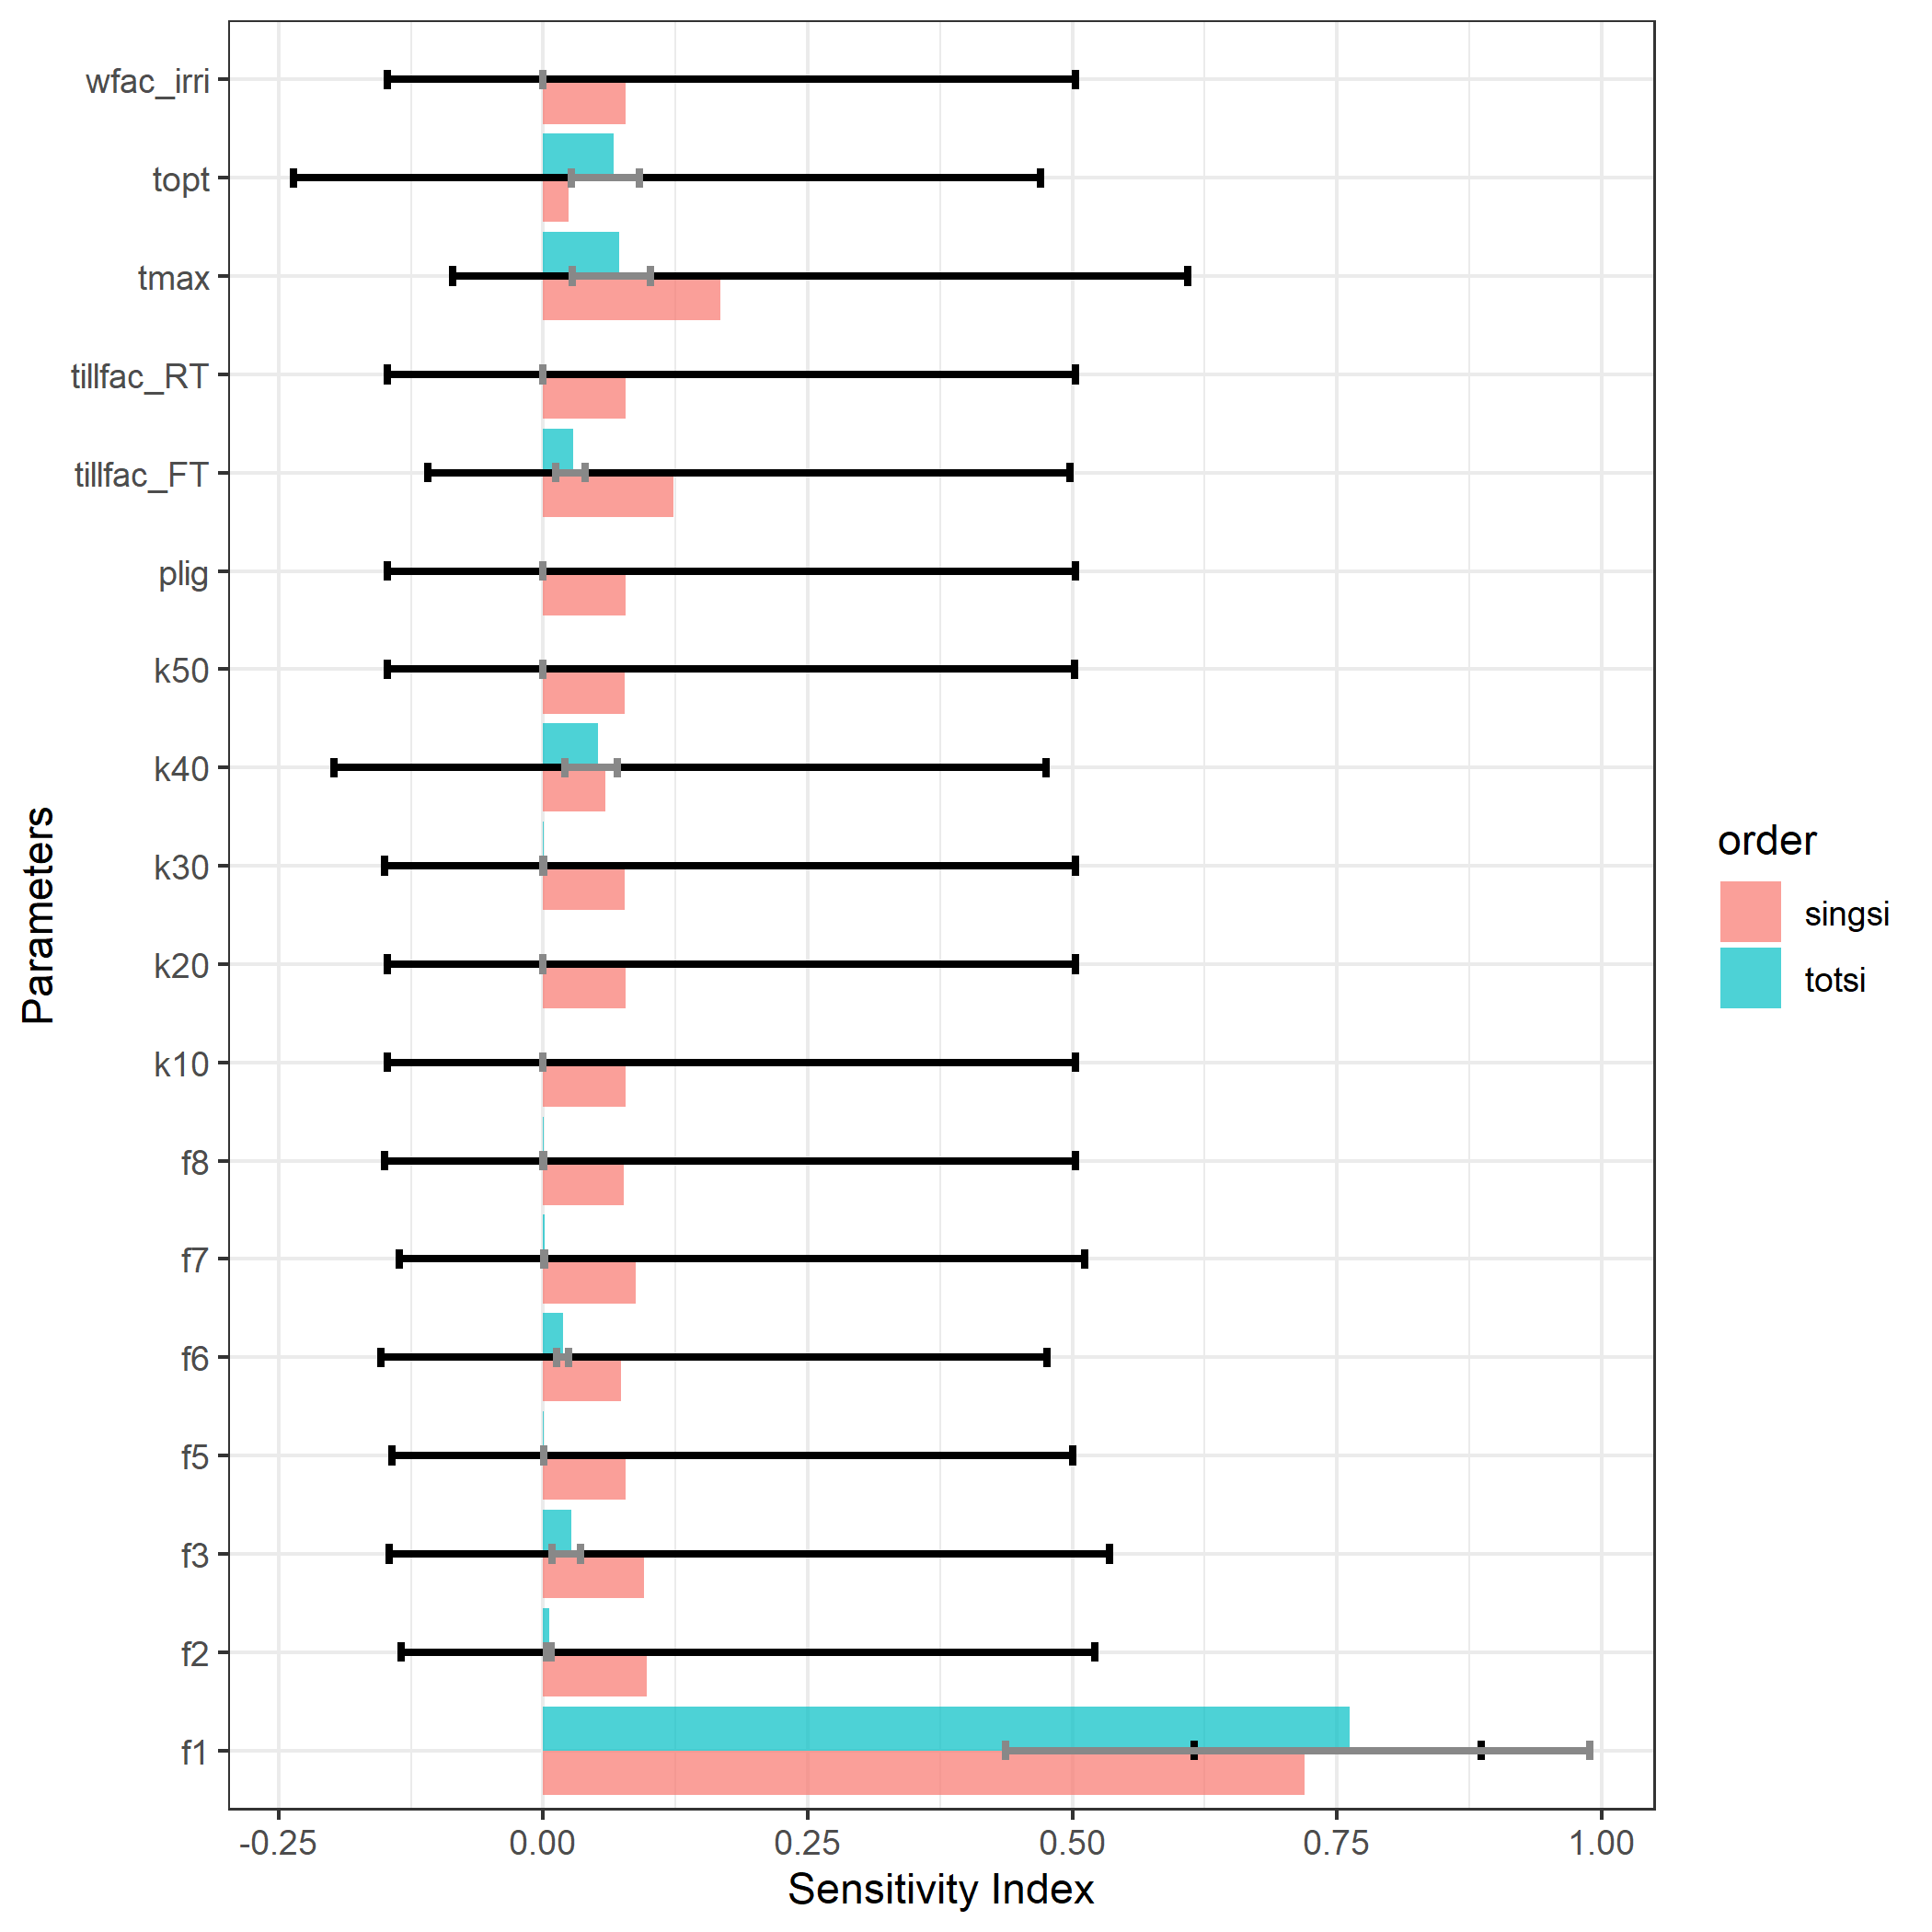 wfac_irri
topt
tmax
tillfac_RT
tillfac_FT
plig
k50
k40
k30
k20
k10
f8
f7
f6
f5
f3
f2
f1
Parameters
-0.25 0.00 0.25 0.50 0.75 1.00
Sensitivity Index
order
singsi
totsi